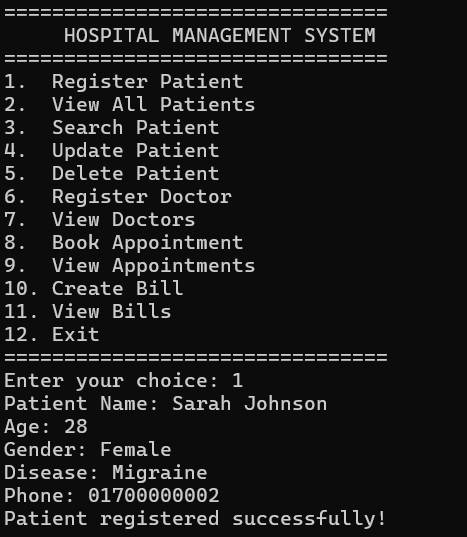 ================================
HOSPITAL MANAGEMENT SYSTEM
================================
1.  Register Patient
2.  View All Patients
3.  Search Patient
4.  Update Patient
5.  Delete Patient
6.  Register Doctor
7.  View Doctors
8.  Book Appointment
9.  View Appointments
10. Create Bill
11. View Bills
12. Exit
================================
Enter your choice: 1
Patient Name: Sarah Johnson
Age: 28
Gender: Female
Disease: Migraine
Phone: 01700000002
Patient registered successfully!